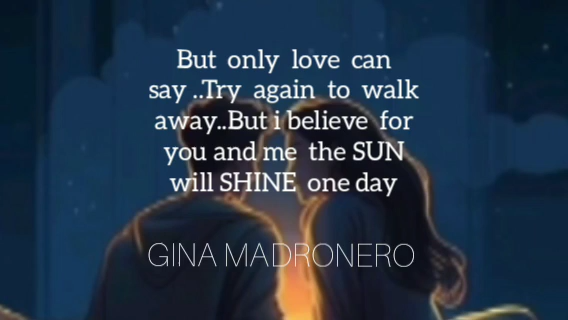 But only love can
say ..Try again to walk
away..But i believe for
you and me the SUN
will SHINE one day
GINA MADRONERO